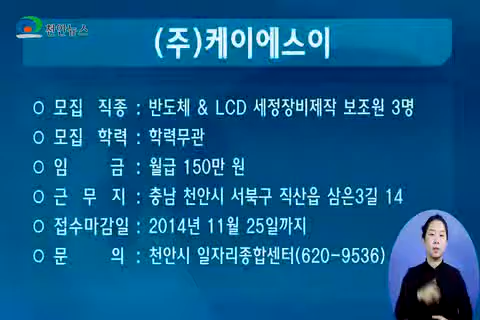 천안뉴스
(주)케이에스이
○ 모집 직종 : 반도체 & LCD 세정장비제작 보조원 3명
○ 모집 학력 : 학력무관
○ 임 금 : 월급 150만 원
○ 근 무 지 : 충남 천안시 서북구 직산읍 삼은3길 14
○ 접수마감일 : 2014년 11월 25일까지
○ 문 의 : 천안시 일자리종합센터(620-9536)